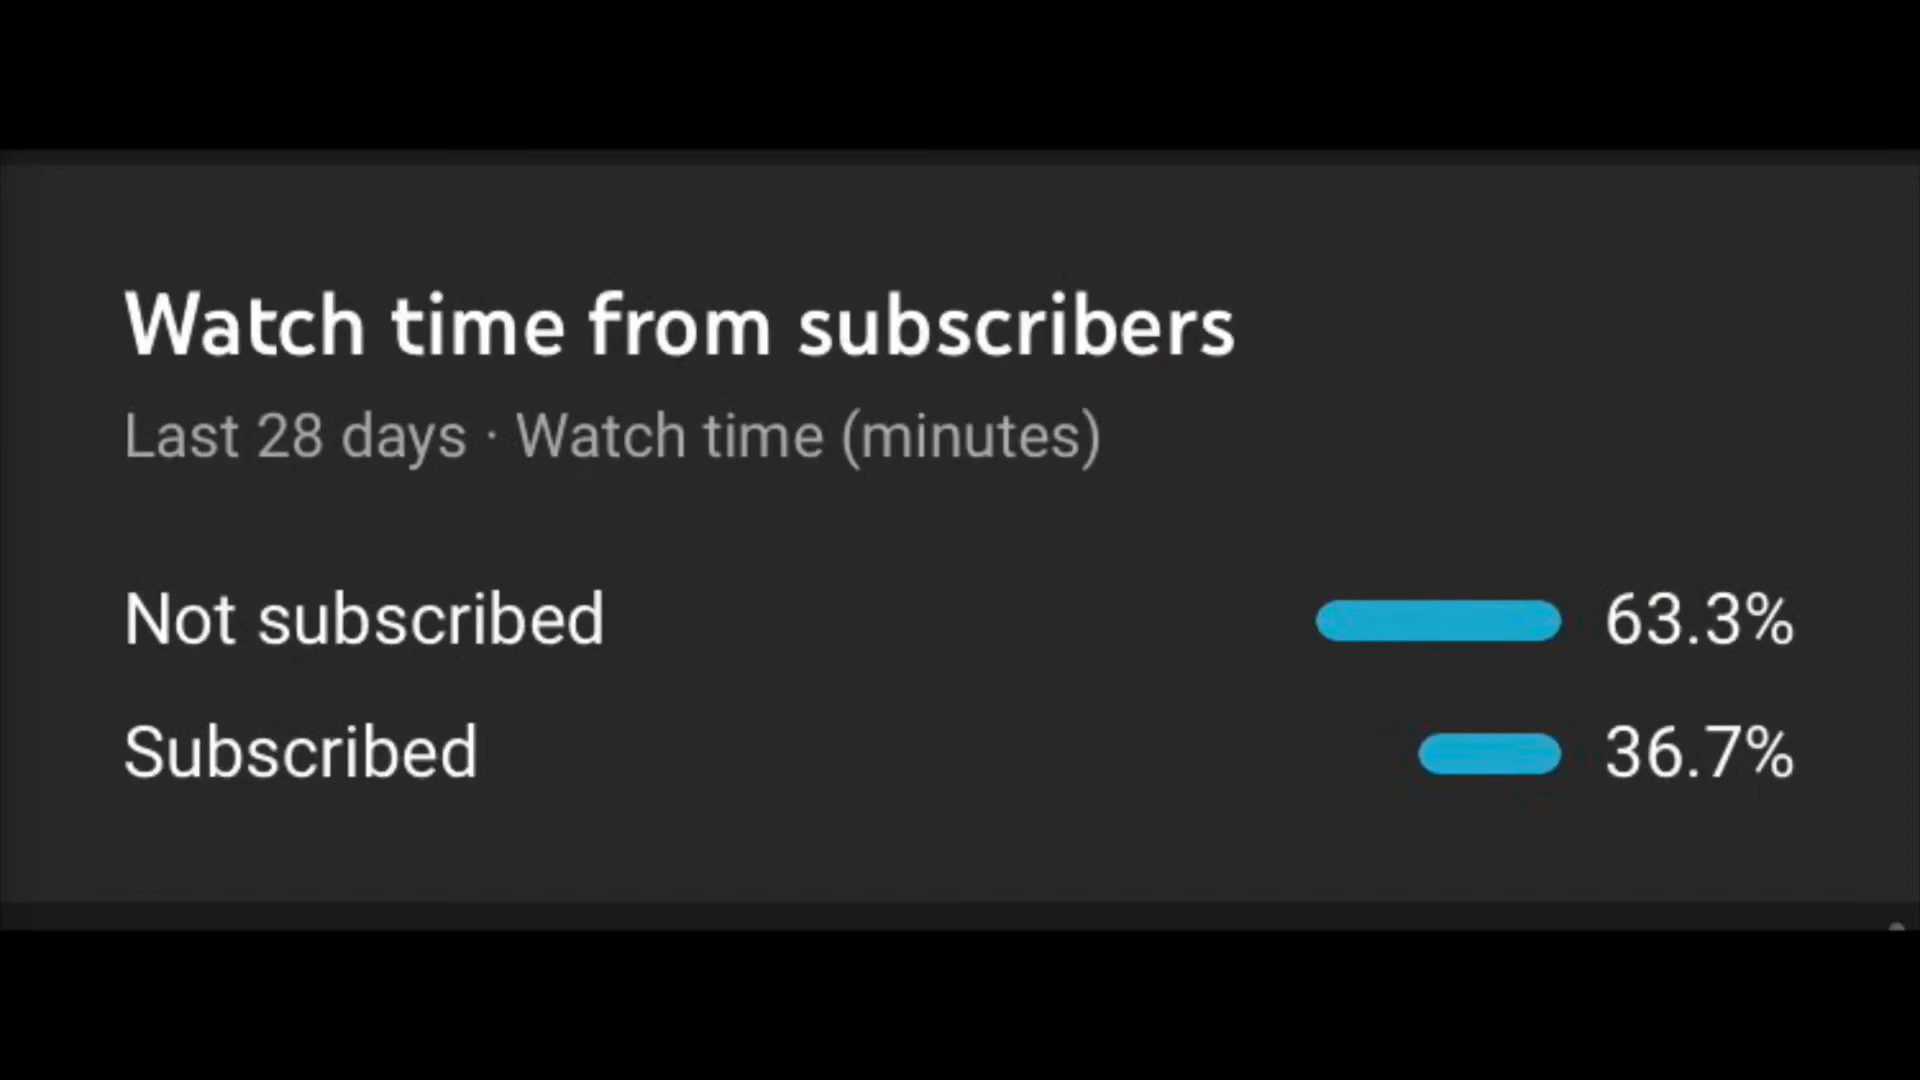 Watch time from subscribers
Last 28 days · Watch time (minutes)
Not subscribed 63.3%
Subscribed 36.7%